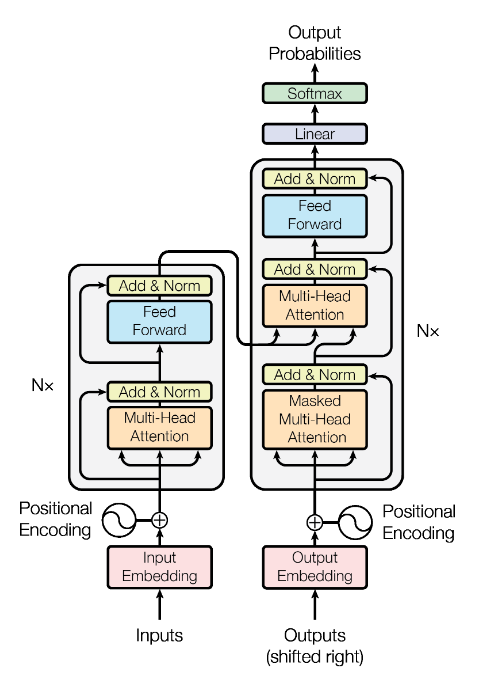 Output
Probabilities
Softmax
Linear
Add & Norm
Feed
Forward
Add & Norm
Multi-Head
Attention
Add & Norm
Masked
Multi-Head
Attention
Nx
Positional
Encoding
Output
Embedding
Outputs
(shifted right)
Add & Norm
Feed
Forward
Add & Norm
Multi-Head
Attention
N×
Positional
Encoding
Input
Embedding
Inputs